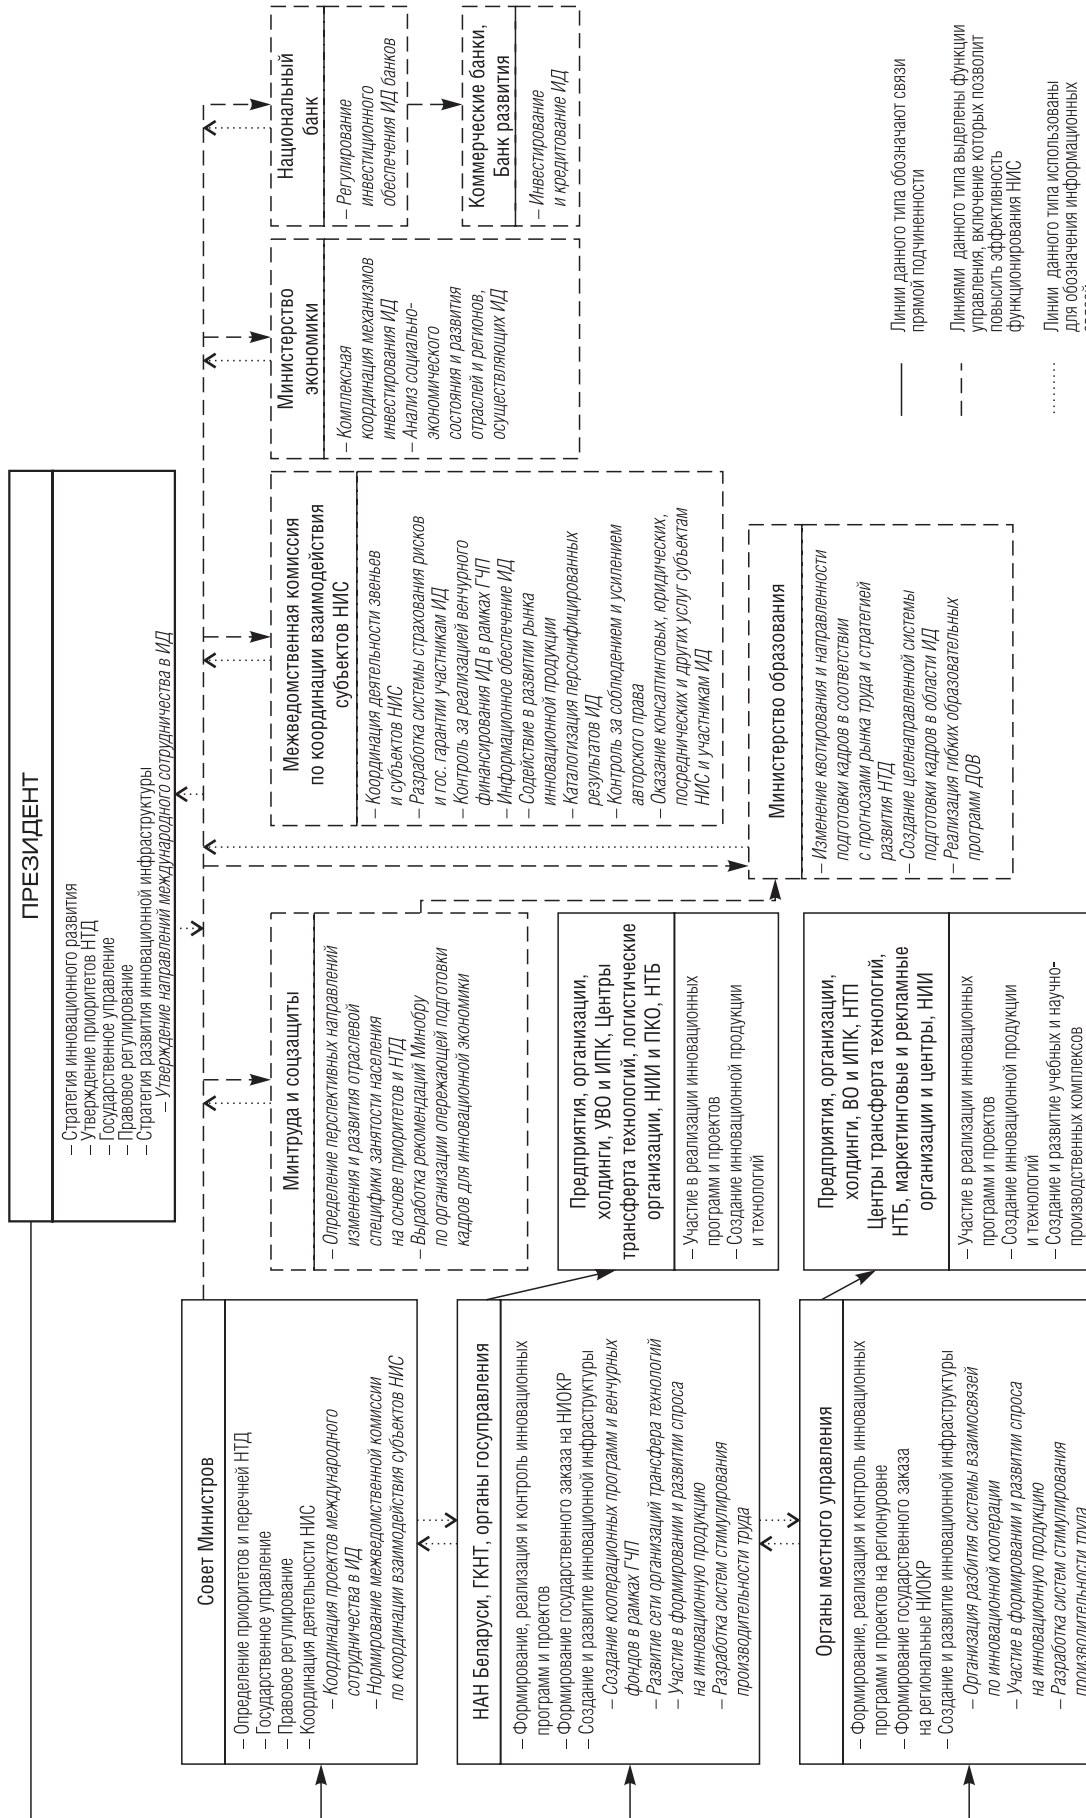 ПРЕЗИДЕНТ
– Стратегия инновационного развития
– Утверждение приоритетов НТД
– Государственное управление
– Правовое регулирование
– Стратегия развития инновационной инфраструктуры
– Утверждение направлений международного сотрудничества в ИД
Совет Министров
– Определение приоритетов и перечней НТД
– Государственное управление
– Правовое регулирование
– Координация деятельности НИС
– Координация проектов международного
сотрудничества в ИД
– Нормирование межведомственной комиссии
по координации взаимодействия субъектов НИС
Минтруда и соцзащиты
– Определение перспективных направлений
изменения и развития отраслевой
специфики занятости населения
на основе приоритетов и НТД
– Выработка рекомендаций Минобру
по организации опережающей подготовки
кадров для инновационной экономики
Межведомственная комиссия
по координации взаимодействия
субъектов НИС
– Координация деятельности звеньев
и субъектов НИС
– Разработка системы страхования рисков
и гос. гарантии участникам ИД
– Контроль за реализацией венчурного
финансирования ИД в рамках ГЧП
– Информационное обеспечение ИД
– Содействие в развитии рынка
инновационной продукции
– Каталогизация персонифицированных
результатов ИД
– Контроль за соблюдением и усилением
авторского права
– Оказание консалтинговых, юридических,
посреднических и других услуг субъектам
НИС и участникам ИД
Министерство
экономики
– Комплексная
координация механизмов
инвестирования ИД
– Анализ социально-
экономического
состояния и развития
отраслей и регионов,
осуществляющих ИД
Национальный
банк
– Регулирование
инвестиционного
обеспечения ИД банков
Коммерческие банки,
Банк развития
– Инвестирование
и кредитование ИД
НАН Беларуси, ГКНТ, органы госуправления
– Формирование, реализация и контроль инновационных
программ и проектов
– Формирование государственного заказа на НИОКР
– Создание и развитие инновационной инфраструктуры
– Создание кооперационных программ и венчурных
фондов в рамках ГЧП
– Развитие сети организаций трансфера технологий
– Участие в формировании и развитии спроса
на инновационную продукцию
– Разработка систем стимулирования
производительности труда
Предприятия, организации,
холдинги, УВО и ИПК, Центры
трансферта технологий, логистические
организации, НИИ и ПКО, НТБ
– Участие в реализации инновационных
программ и проектов
– Создание инновационной продукции
и технологий
Министерство образования
– Изменение квотирования и направленности
подготовки кадров в соответствии
с прогнозами рынка труда и стратегией
развития НТД
– Создание целенаправленной системы
подготовки кадров в области ИД
– Реализация гибких образовательных
программ ДОВ
Органы местного управления
– Формирование, реализация и контроль инновационных
программ и проектов на регионуровне
– Формирование государственного заказа
на региональные НИОКР
– Создание и развитие инновационной инфраструктуры
– Организация разбития системы взаимосвязей
по инновационной кооперации
– Участие в формировании и развитии спроса
на инновационную продукцию
– Разработка систем стимулирования
производительности труда
Предприятия, организации,
холдинги, ВО и ИПК, НТП
Центры трансферта технологий,
НТБ, маркетинговые и рекламные
организации и центры, НИИ
– Участие в реализации инновационных
программ и проектов
– Создание инновационной продукции
и технологий
– Создание и развитие учебных и научно-
производственных комплексов
Линии данного типа обозначают связи
прямой подчиненности
Линиями данного типа выделены функции
управления, включение которых позволит
повысить эффективность
функционирования НИС
Линии данного типа использованы
для обозначения информационных